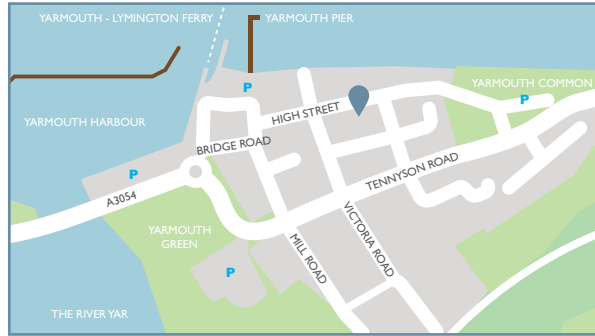 YARMOUTH - LYMINGTON FERRY
YARMOUTH PIER
YARMOUTH COMMON
P
P
HIGH STREET
YARMOUTH HARBOUR
BRIDGE ROAD
TENNYSON ROAD
P
A3054
VICTORIA ROAD
YARMOUTH
GREEN
MILL ROAD
P
THE RIVER YAR